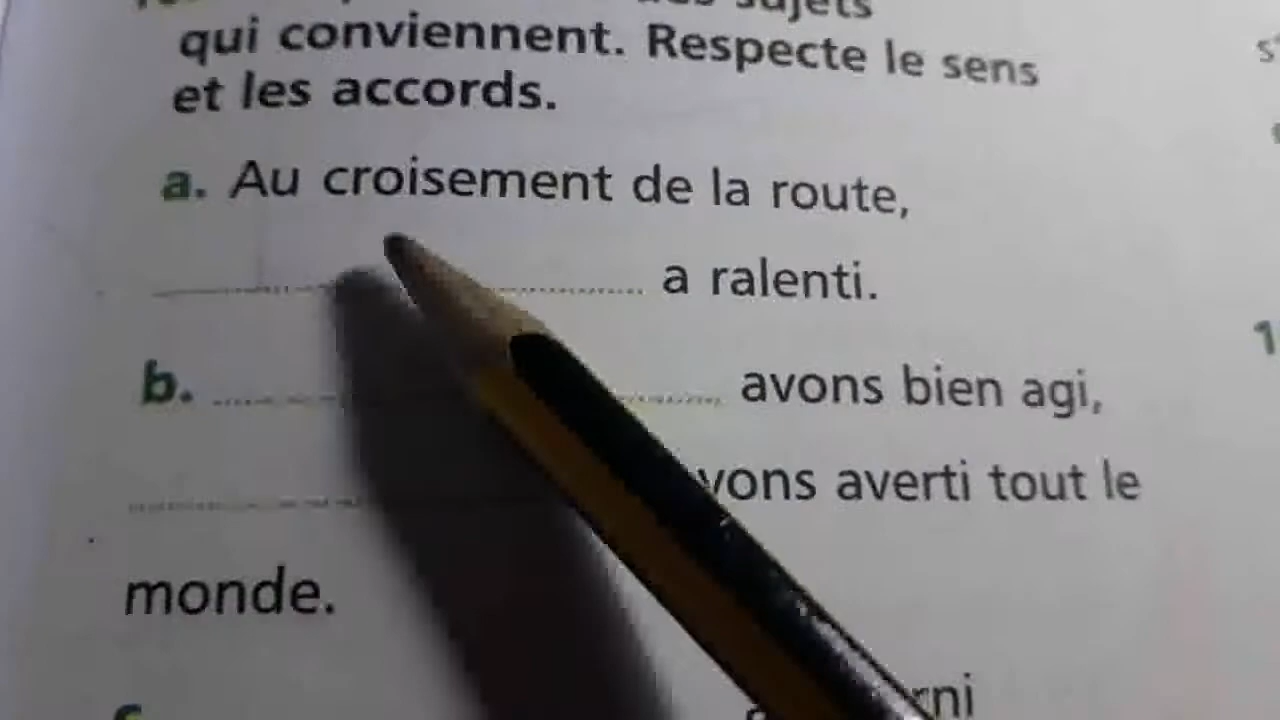 sujets
qui conviennent. Respecte le sens
et les accords.
a. Au croisement de la route,
a ralenti.
b. avons bien agi,
vons averti tout le
monde.